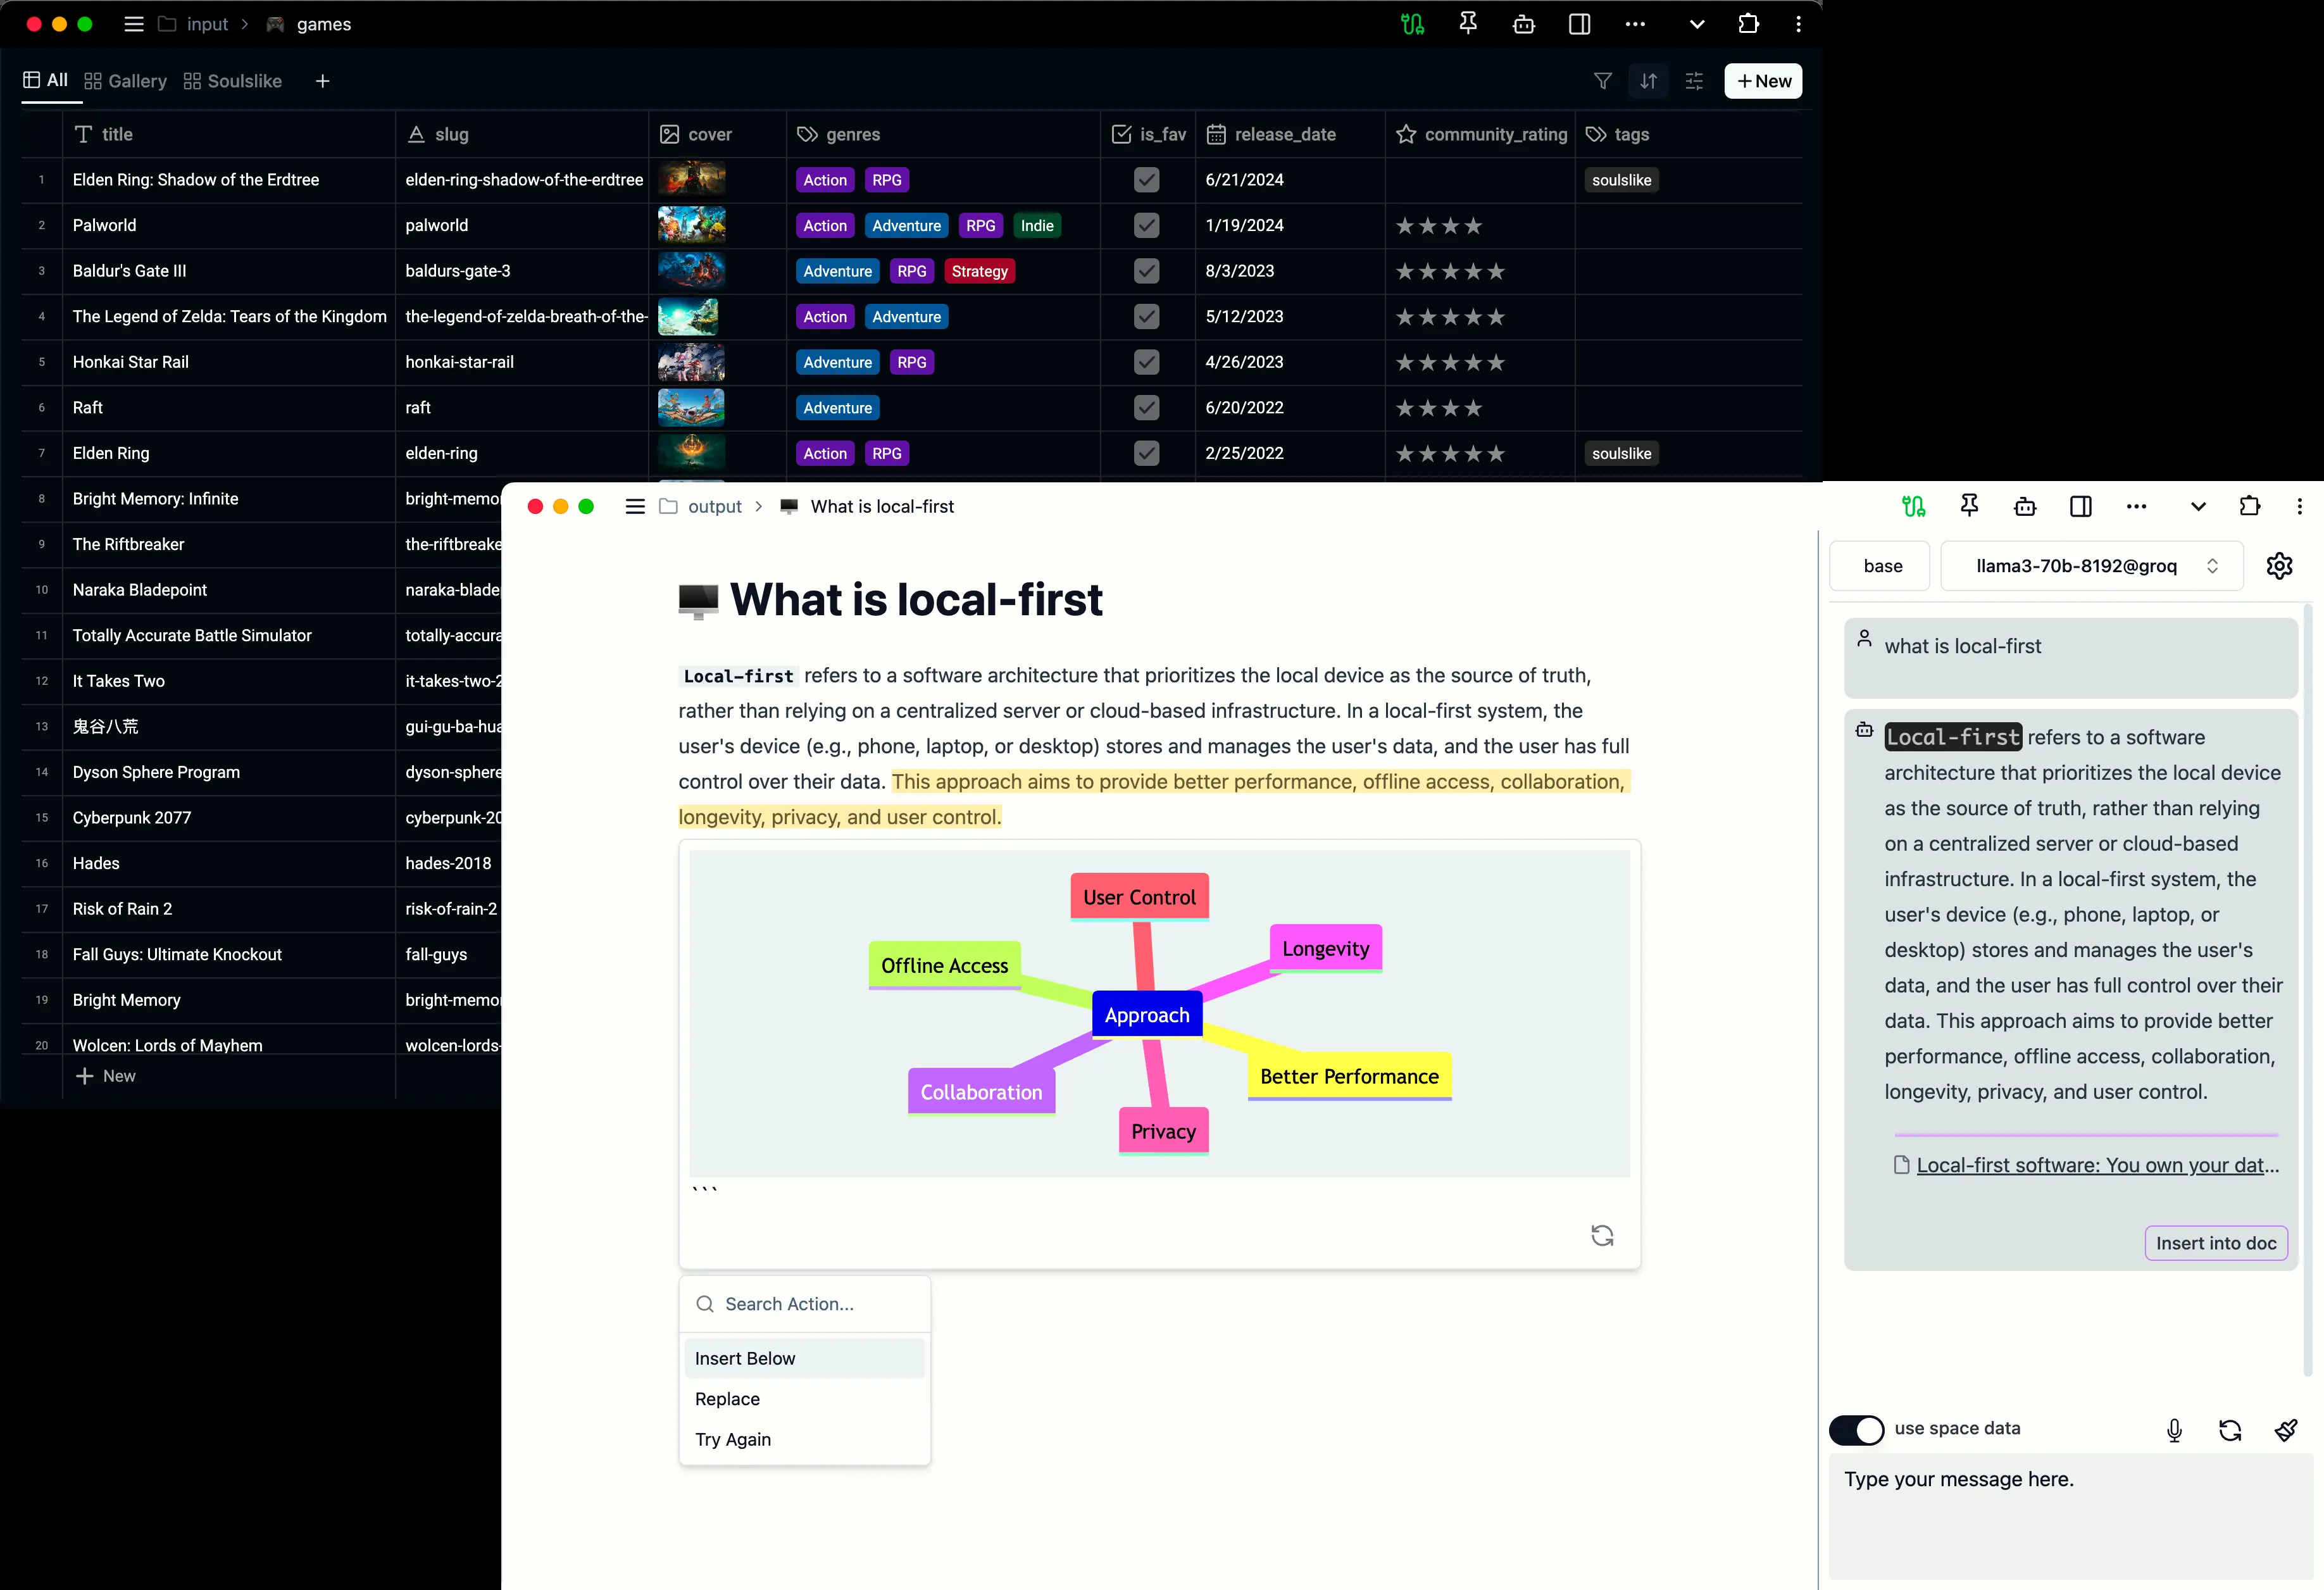 input > games
All Gallery Soulslike +
+ New
title slug cover genres is_fav release_date community_rating tags
1 Elden Ring: Shadow of the Erdtree elden-ring-shadow-of-the-erdtree Action RPG 6/21/2024 soulslike
2 Palworld palworld Action Adventure RPG Indie 1/19/2024 ★★★★
3 Baldur's Gate III baldurs-gate-3 Adventure RPG Strategy 8/3/2023 ★★★★★
4 The Legend of Zelda: Tears of the Kingdom the-legend-of-zelda-breath-of-the- Action Adventure 5/12/2023 ★★★★★
5 Honkai Star Rail honkai-star-rail Adventure RPG 4/26/2023 ★★★★★
6 Raft raft Adventure 6/20/2022 ★★★★
7 Elden Ring elden-ring Action RPG 2/25/2022 ★★★★★ soulslike
8 Bright Memory: Infinite bright-memo
9 The Riftbreaker the-riftbreake
10 Naraka Bladepoint naraka-blade
11 Totally Accurate Battle Simulator totally-accura
12 It Takes Two it-takes-two-2
13 鬼谷八荒 gui-gu-ba-hua
14 Dyson Sphere Program dyson-sphere
15 Cyberpunk 2077 cyberpunk-20
16 Hades hades-2018
17 Risk of Rain 2 risk-of-rain-2
18 Fall Guys: Ultimate Knockout fall-guys
19 Bright Memory bright-memo
20 Wolcen: Lords of Mayhem wolcen-lords-
+ New
output > What is local-first
What is local-first
Local-first refers to a software architecture that prioritizes the local device as the source of truth,
rather than relying on a centralized server or cloud-based infrastructure. In a local-first system, the
user's device (e.g., phone, laptop, or desktop) stores and manages the user's data, and the user has full
control over their data. This approach aims to provide better performance, offline access, collaboration,
longevity, privacy, and user control.
User Control
Longevity
Offline Access
Approach
Better Performance
Collaboration
Privacy
```
Search Action...
Insert Below
Replace
Try Again
base
llama3-70b-8192@groq
what is local-first
Local-first refers to a software
architecture that prioritizes the local device
as the source of truth, rather than relying
on a centralized server or cloud-based
infrastructure. In a local-first system, the
user's device (e.g., phone, laptop, or
desktop) stores and manages the user's
data, and the user has full control over their
data. This approach aims to provide better
performance, offline access, collaboration,
longevity, privacy, and user control.
Local-first software: You own your dat...
Insert into doc
use space data
Type your message here.